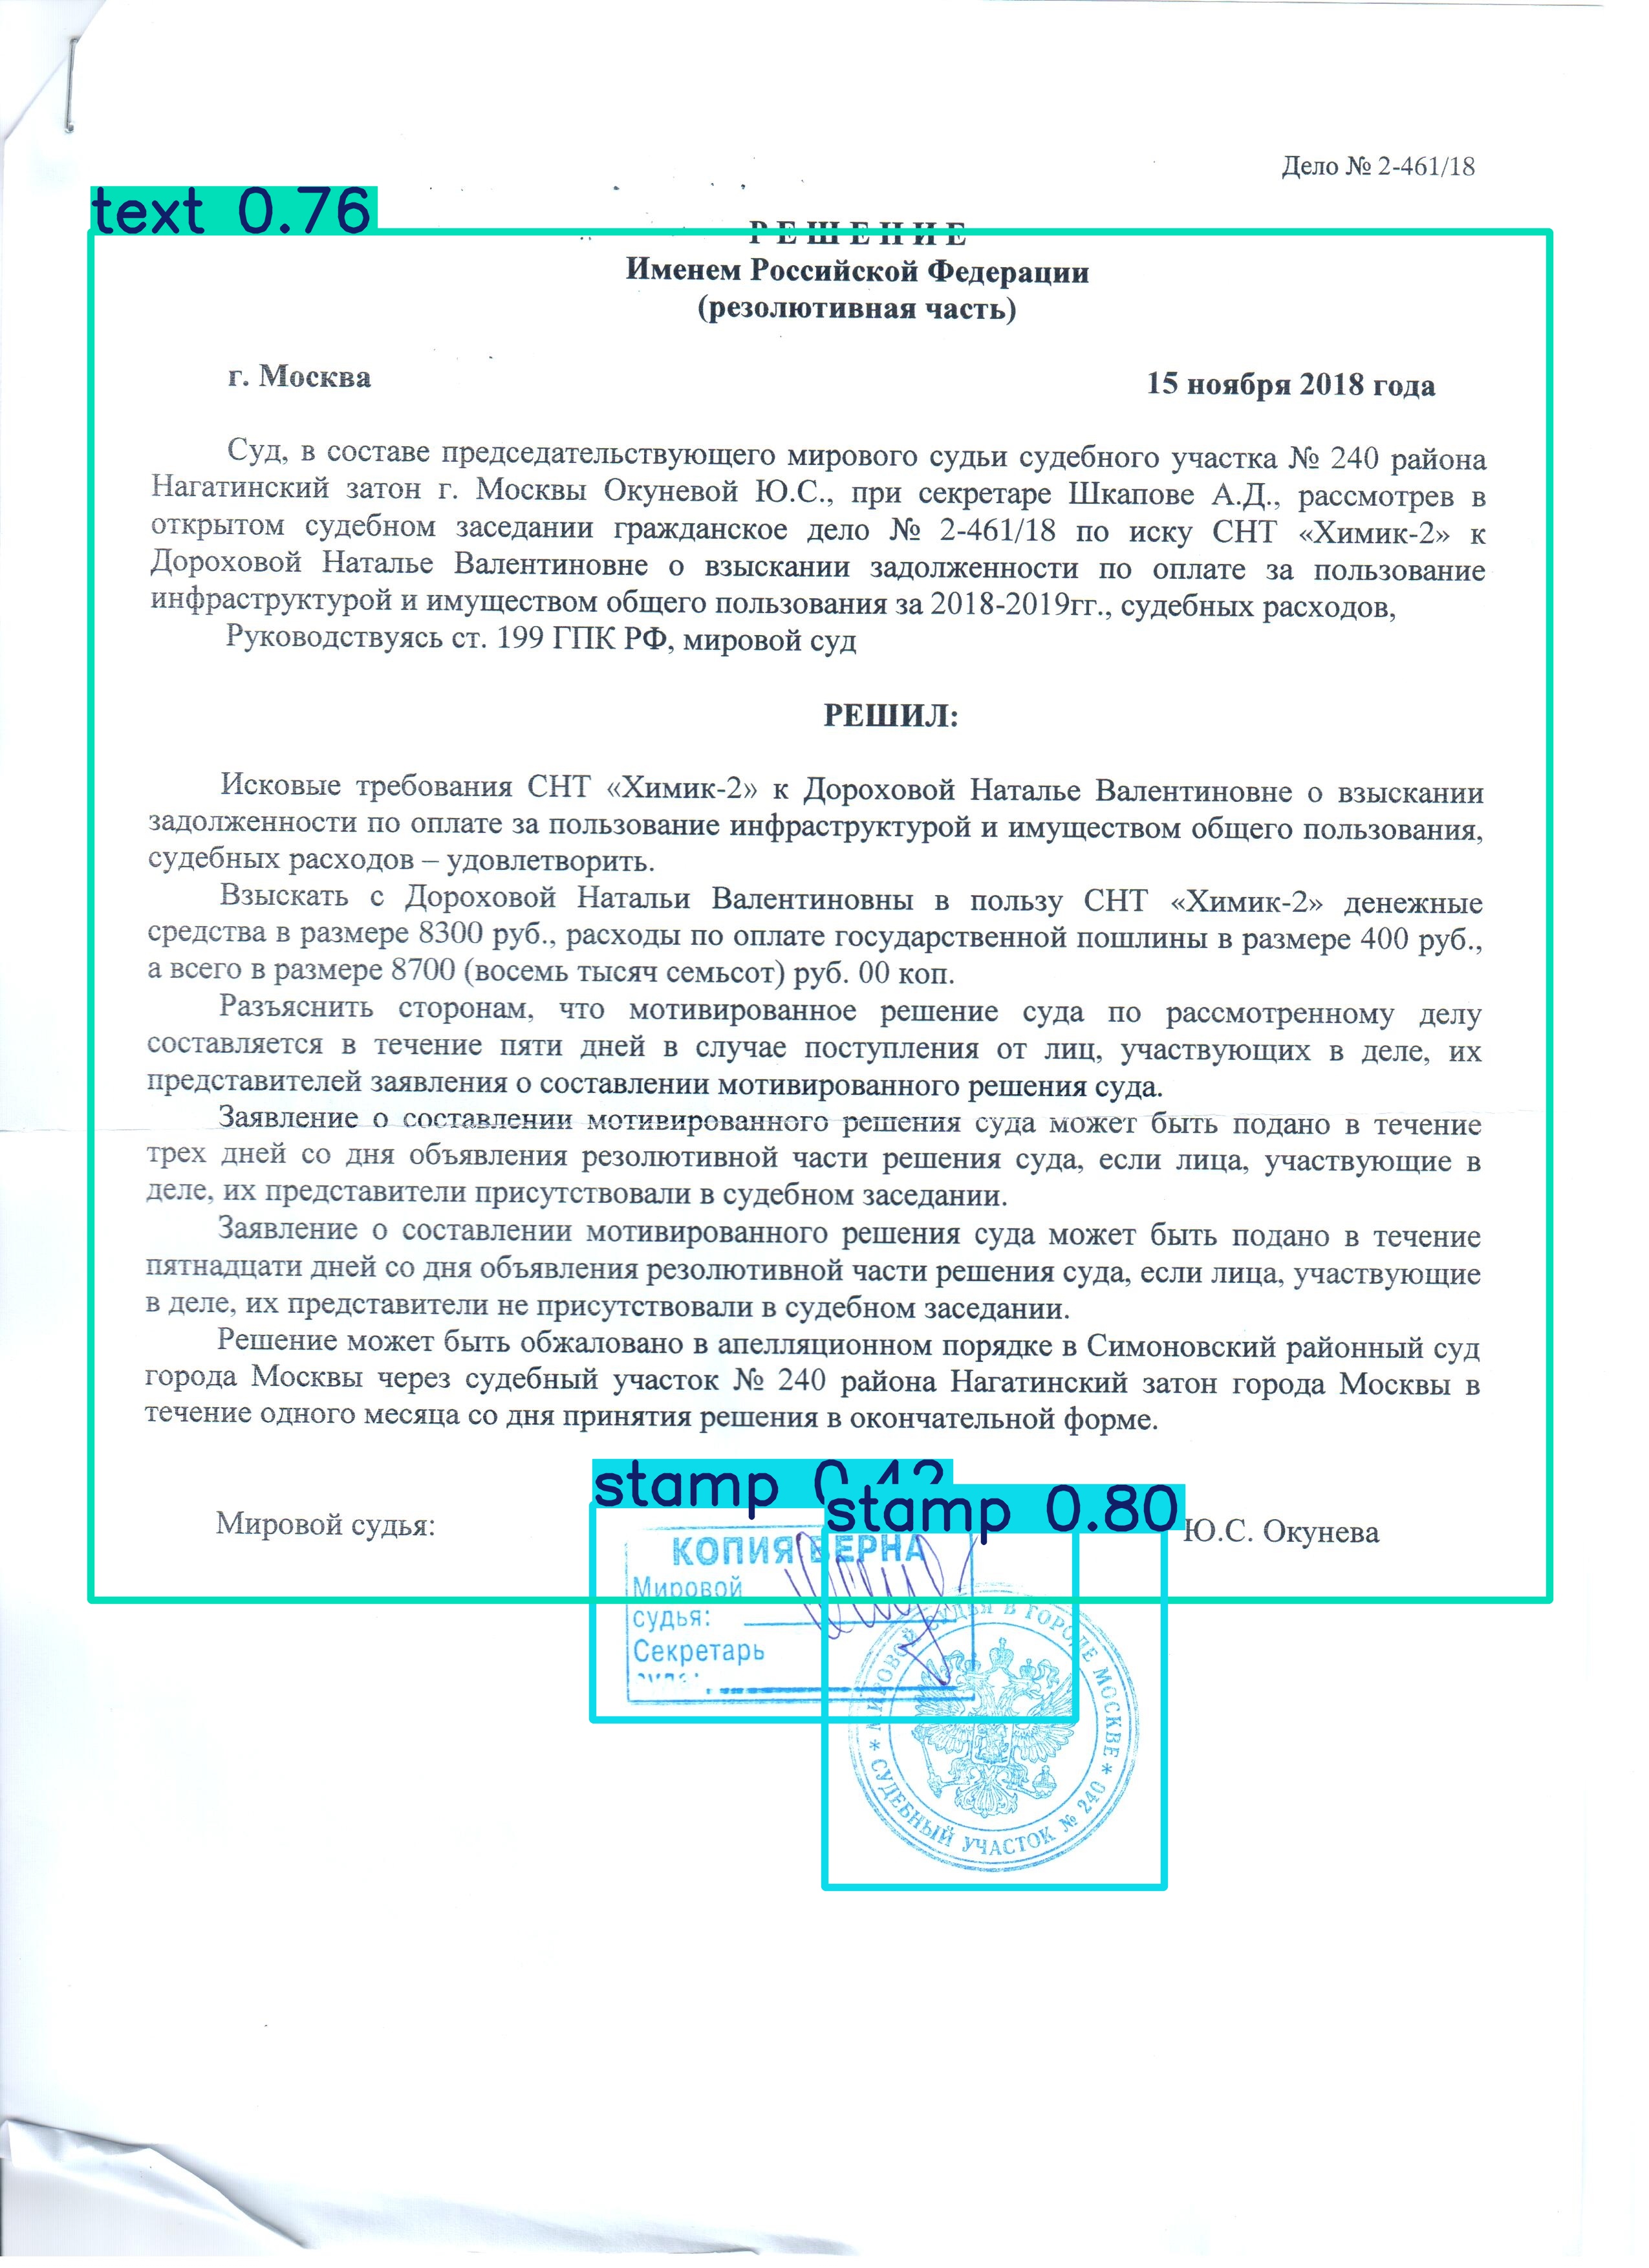 Дело № 2-461/18
text 0.76
Р Е Ш Е Н И Е
Именем Российской Федерации
(резолютивная часть)
г. Москва 15 ноября 2018 года
Суд, в составе председательствующего мирового судьи судебного участка № 240 района
Нагатинский затон г. Москвы Окуневой Ю.С., при секретаре Шкапове А.Д., рассмотрев в
открытом судебном заседании гражданское дело № 2-461/18 по иску СНТ «Химик-2» к
Дороховой Наталье Валентиновне о взыскании задолженности по оплате за пользование
инфраструктурой и имуществом общего пользования за 2018-2019гг., судебных расходов,
Руководствуясь ст. 199 ГПК РФ, мировой суд
РЕШИЛ:
Исковые требования СНТ «Химик-2» к Дороховой Наталье Валентиновне о взыскании
задолженности по оплате за пользование инфраструктурой и имуществом общего пользования,
судебных расходов – удовлетворить.
Взыскать с Дороховой Натальи Валентиновны в пользу СНТ «Химик-2» денежные
средства в размере 8300 руб., расходы по оплате государственной пошлины в размере 400 руб.,
а всего в размере 8700 (восемь тысяч семьсот) руб. 00 коп.
Разъяснить сторонам, что мотивированное решение суда по рассмотренному делу
составляется в течение пяти дней в случае поступления от лиц, участвующих в деле, их
представителей заявления о составлении мотивированного решения суда.
Заявление о составлении мотивированного решения суда может быть подано в течение
трех дней со дня объявления резолютивной части решения суда, если лица, участвующие в
деле, их представители присутствовали в судебном заседании.
Заявление о составлении мотивированного решения суда может быть подано в течение
пятнадцати дней со дня объявления резолютивной части решения суда, если лица, участвующие
в деле, их представители не присутствовали в судебном заседании.
Решение может быть обжаловано в апелляционном порядке в Симоновский районный суд
города Москвы через судебный участок № 240 района Нагатинский затон города Москвы в
течение одного месяца со дня принятия решения в окончательной форме.
stamp 0.42
stamp 0.80
Мировой судья: Ю.С. Окунева
КОПИЯ ВЕРНА
Мировой
судья:
Секретарь
* МИРОВОЙ СУДЬЯ В ГОРОДЕ МОСКВЕ *
СУДЕБНЫЙ УЧАСТОК № 240